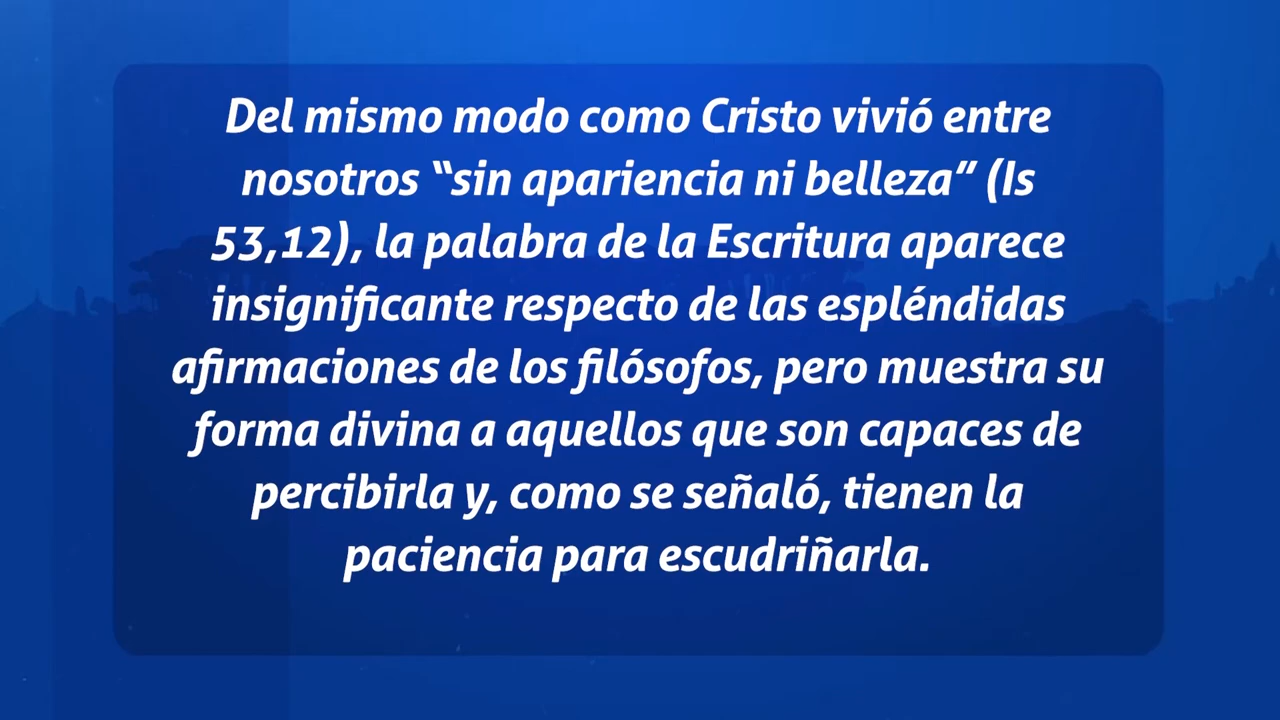 Del mismo modo como Cristo vivió entre
nosotros “sin apariencia ni belleza” (Is
53,12), la palabra de la Escritura aparece
insignificante respecto de las espléndidas
afirmaciones de los filósofos, pero muestra su
forma divina a aquellos que son capaces de
percibirla y, como se señaló, tienen la
paciencia para escudriñarla.